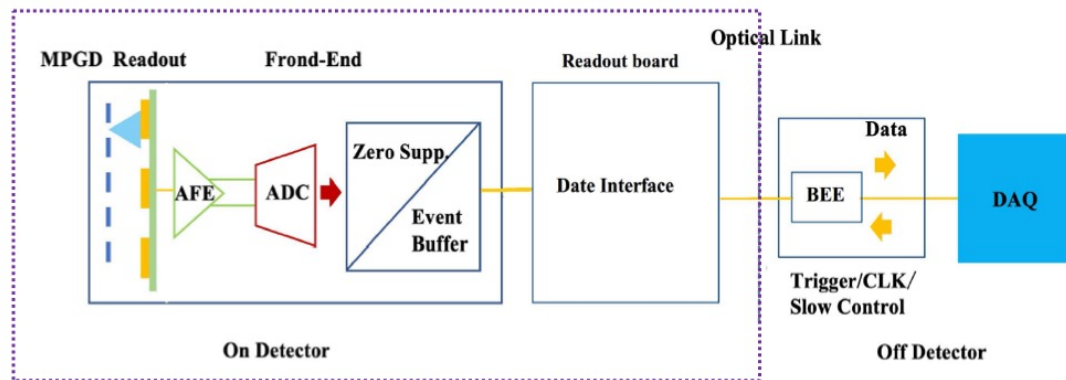 Optical Link
MPGD Readout
Frond-End
Readout board
Data
Zero Supp.
AFE
ADC
Date Interface
BEE
DAQ
Event
Buffer
Trigger/CLK/
Slow Control
On Detector
Off Detector